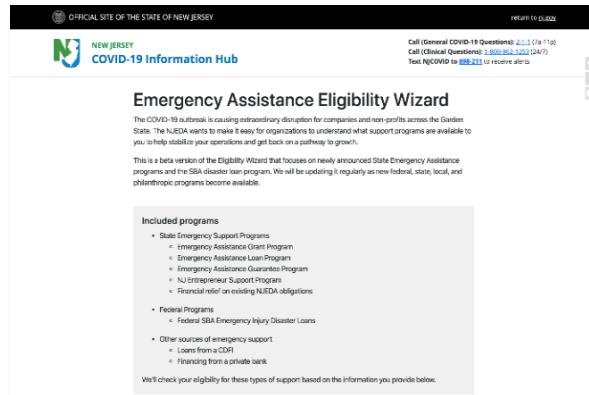 OFFICIAL SITE OF THE STATE OF NEW JERSEY
return to nj.gov
NEW JERSEY
COVID-19 Information Hub
Call (General COVID-19 Questions): 2-1-1 (7a-11p)
Call (Clinical Questions): 1-800-962-1253 (24/7)
Text NJCOVID to 898-211 to receive alerts
Emergency Assistance Eligibility Wizard
The COVID-19 outbreak is causing extraordinary disruption for companies and non-profits across the Garden
State. The NJEDA wants to make it easy for organizations to understand what support programs are available to
you to help stabilize your operations and get back on a pathway to growth.
This is a beta version of the Eligibility Wizard that focuses on newly announced State Emergency Assistance
programs and the SBA disaster loan program. We will be updating it regularly as new federal, state, local, and
philanthropic programs become available.
Included programs
• State Emergency Support Programs
Emergency Assistance Grant Program
Emergency Assistance Loan Program
Emergency Assistance Guarantee Program
NJ Entrepreneur Support Program
Financial relief on existing NJEDA obligations
• Federal Programs
Federal SBA Emergency Injury Disaster Loans
• Other sources of emergency support
Loans from a CDFI
Financing from a private bank
We'll check your eligibility for these types of support based on the information you provide below.